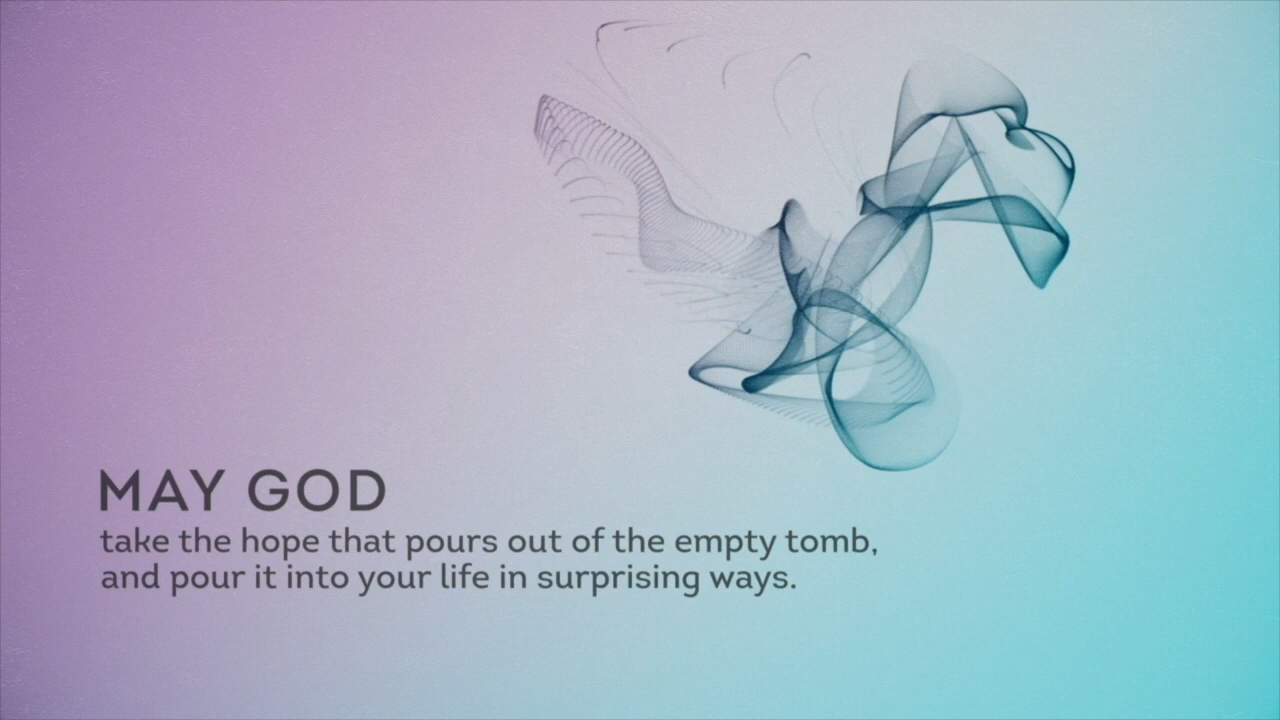 MAY GOD
take the hope that pours out of the empty tomb,
and pour it into your life in surprising ways.